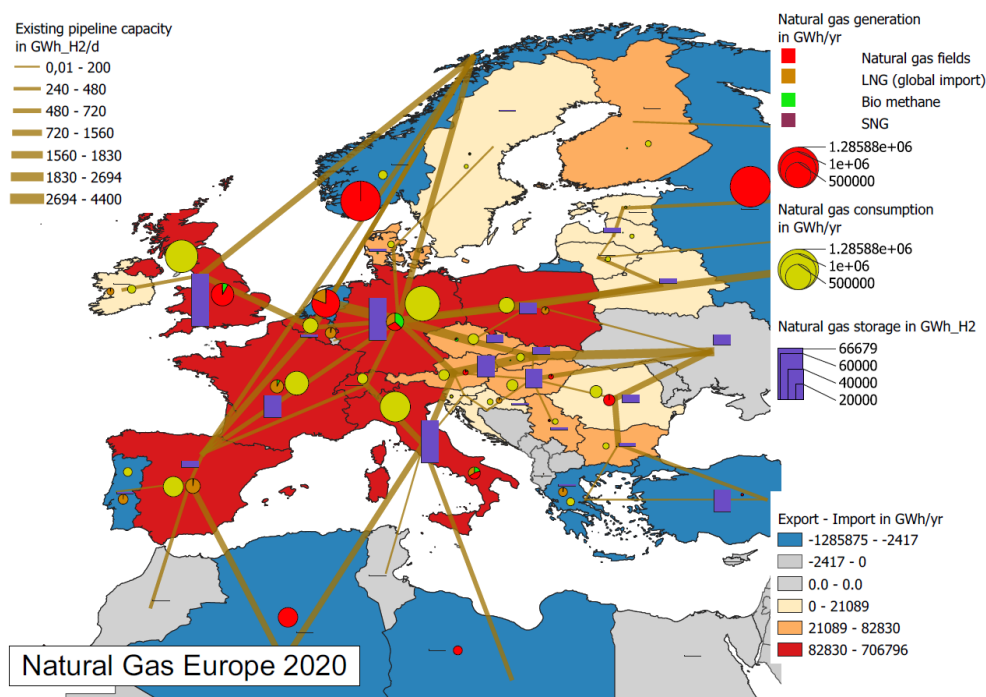 Existing pipeline capacity
in GWh_H2/d
0,01 - 200
240 - 480
480 - 720
720 - 1560
1560 - 1830
1830 - 2694
2694 - 4400
Natural gas generation
in GWh/yr
Natural gas fields
LNG (global import)
Bio methane
SNG
1.28588e+06
1e+06
500000
Natural gas consumption
in GWh/yr
1.28588e+06
1e+06
500000
Natural gas storage in GWh_H2
66679
60000
40000
20000
Export - Import in GWh/yr
-1285875 - -2417
-2417 - 0
0.0 - 0.0
0 - 21089
21089 - 82830
82830 - 706796
Natural Gas Europe 2020